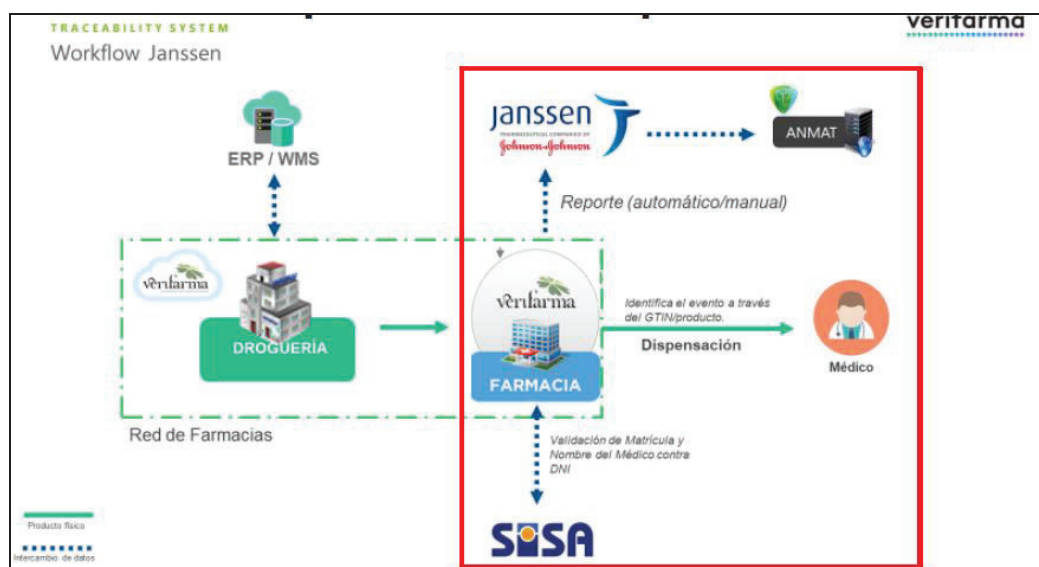 TRACEABILITY SYSTEM
Workflow Janssen
verifarma
ERP / WMS
Janssen
PHARMACEUTICAL COMPANIES OF
Johnson & Johnson
ANMAT
Reporte (automático/manual)
verifarma
DROGUERÍA
verifarma
FARMACIA
Identifica el evento a través
del GTIN/producto.
Dispensación
Médico
Red de Farmacias
Validación de Matrícula y
Nombre del Médico contra
DNI
SISA
Producto físico
Intercambio de datos